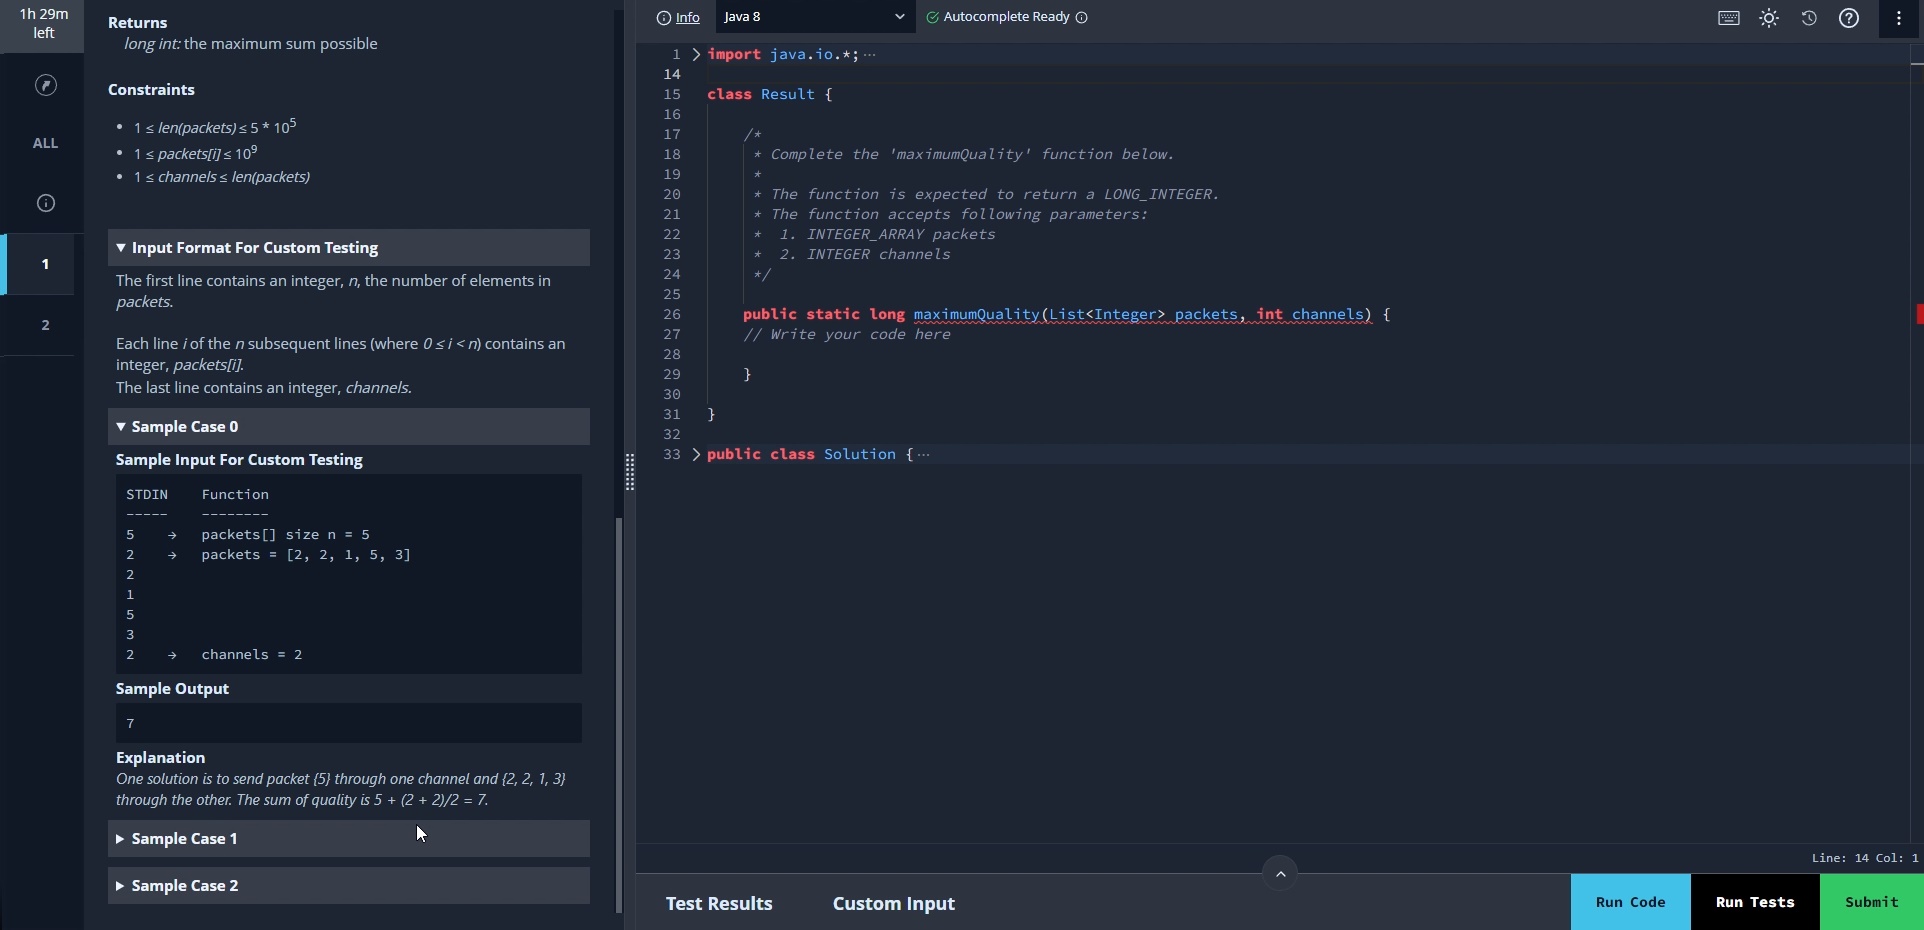 1h 29m
left
ALL
1
2
Returns
long int: the maximum sum possible
Constraints
• 1 ≤ len(packets) ≤ 5 * 10⁵
• 1 ≤ packets[i] ≤ 10⁹
• 1 ≤ channels ≤ len(packets)
▼ Input Format For Custom Testing
The first line contains an integer, n, the number of elements in
packets.
Each line i of the n subsequent lines (where 0 ≤ i < n) contains an
integer, packets[i].
The last line contains an integer, channels.
▼ Sample Case 0
Sample Input For Custom Testing
STDIN    Function
-----    --------
5    →   packets[] size n = 5
2    →   packets = [2, 2, 1, 5, 3]
2
1
5
3
2    →   channels = 2
Sample Output
7
Explanation
One solution is to send packet {5} through one channel and {2, 2, 1, 3}
through the other. The sum of quality is 5 + (2 + 2)/2 = 7.
▶ Sample Case 1
▶ Sample Case 2
Info Java 8 Autocomplete Ready
1 import java.io.*;···
14
15 class Result {
16
17     /*
18      * Complete the 'maximumQuality' function below.
19      *
20      * The function is expected to return a LONG_INTEGER.
21      * The function accepts following parameters:
22      *  1. INTEGER_ARRAY packets
23      *  2. INTEGER channels
24      */
25
26     public static long maximumQuality(List<Integer> packets, int channels) {
27     // Write your code here
28
29     }
30
31 }
32
33 public class Solution {···
Line: 14 Col: 1
Test Results Custom Input Run Code Run Tests Submit